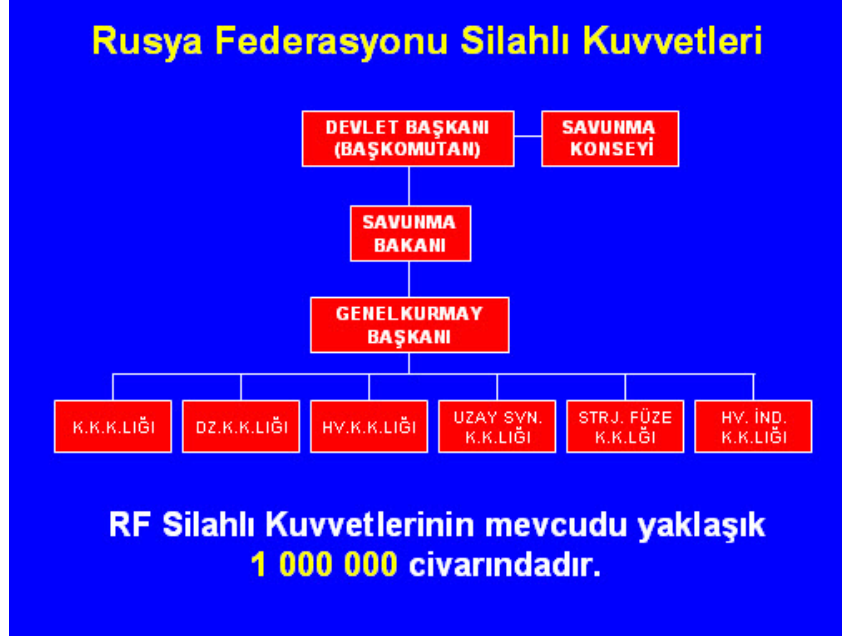 Rusya Federasyonu Silahlı Kuvvetleri
DEVLET BAŞKANI
(BAŞKOMUTAN)
SAVUNMA
KONSEYİ
SAVUNMA
BAKANI
GENELKURMAY
BAŞKANI
K.K.K.LIĞI
DZ.K.K.LIĞI
HV.K.K.LIĞI
UZAY SVN.
K.K.LIĞI
STRJ. FÜZE
K.K.LĞI
HV. İND.
K.K.LIĞI
RF Silahlı Kuvvetlerinin mevcudu yaklaşık
1 000 000 civarındadır.